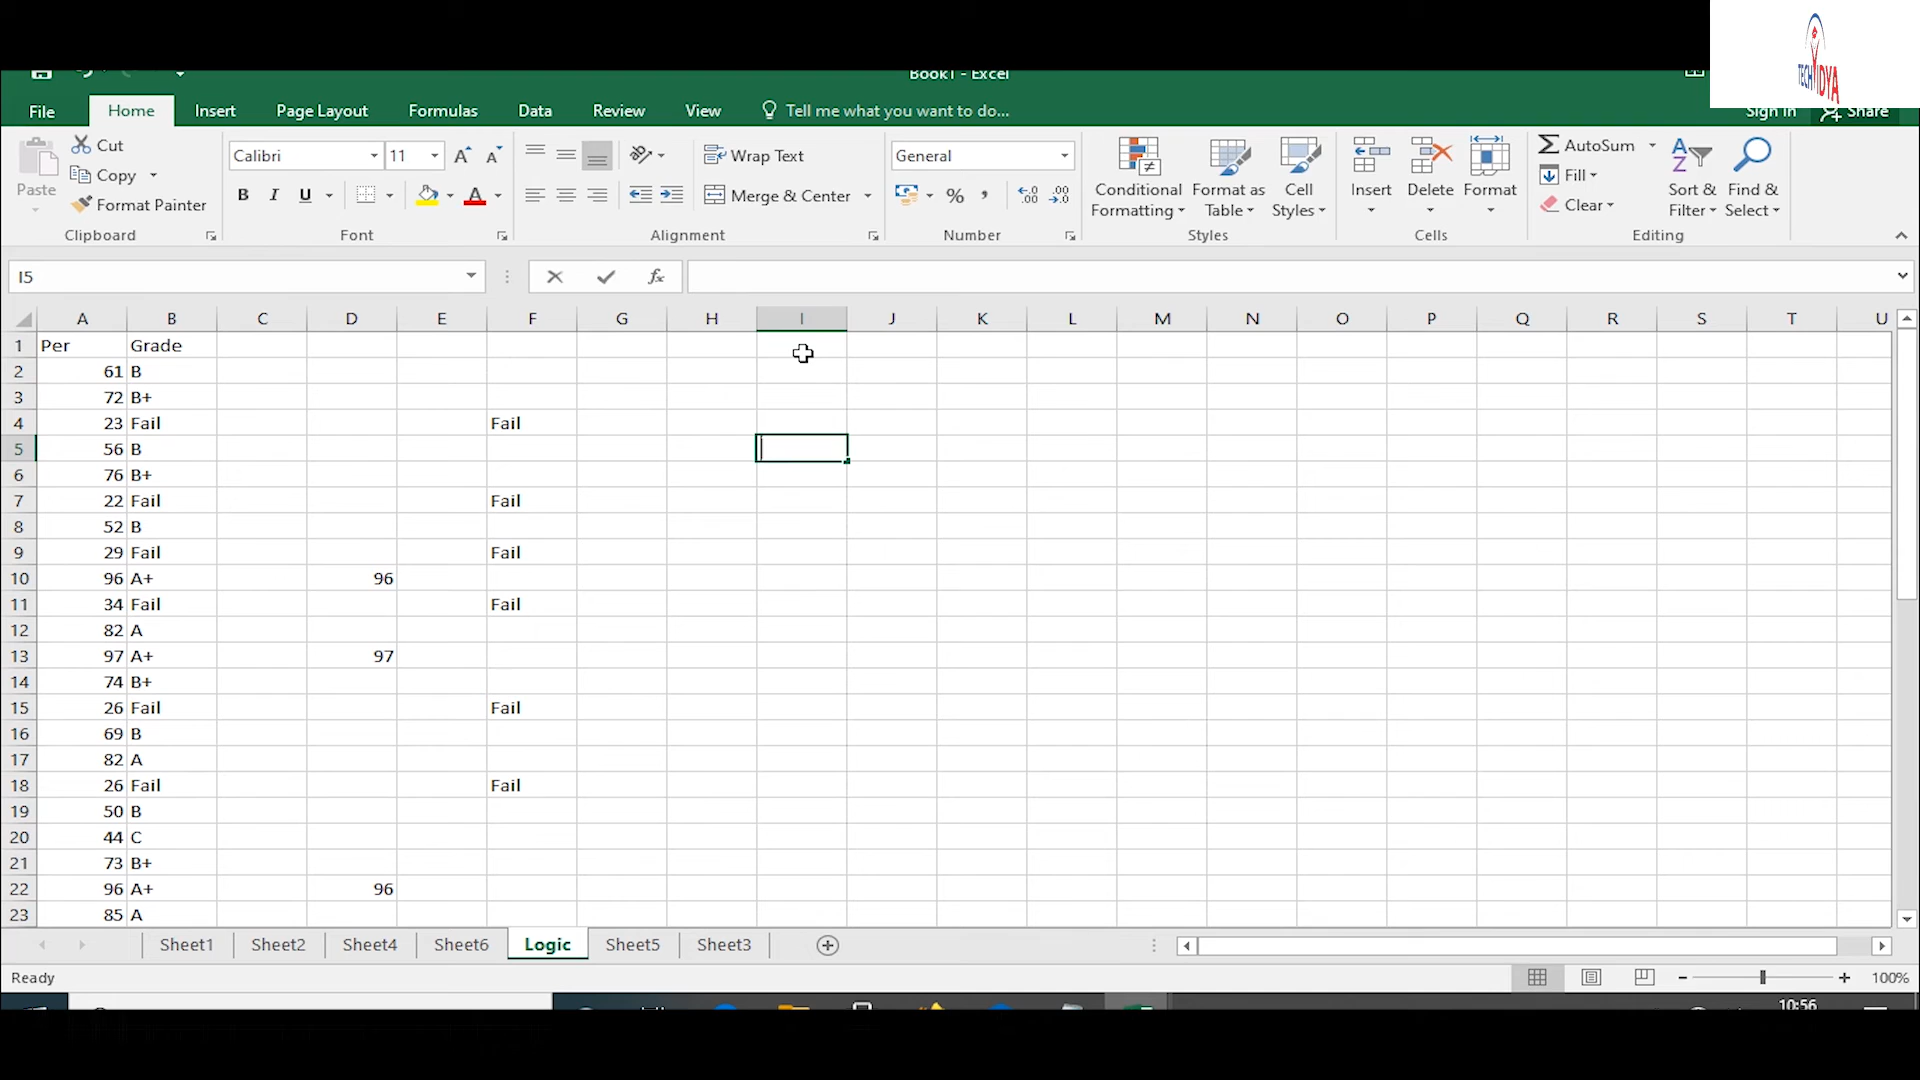 TECHVIDYA
Book1 - Excel
File Home Insert Page Layout Formulas Data Review View Tell me what you want to do... Sign in Share
Paste Cut Copy Format Painter
Clipboard
Calibri 11
B I U A
Font
Wrap Text
Merge & Center
Alignment
General
% ,
Number
Conditional Formatting Format as Table Cell Styles
Styles
Insert Delete Format
Cells
AutoSum Fill Clear
Sort & Filter Find & Select
Editing
I5 fx
A B C D E F G H I J K L M N O P Q R S T U
1 Per Grade
2 61 B
3 72 B+
4 23 Fail Fail
5 56 B
6 76 B+
7 22 Fail Fail
8 52 B
9 29 Fail Fail
10 96 A+ 96
11 34 Fail Fail
12 82 A
13 97 A+ 97
14 74 B+
15 26 Fail Fail
16 69 B
17 82 A
18 26 Fail Fail
19 50 B
20 44 C
21 73 B+
22 96 A+ 96
23 85 A
Sheet1 Sheet2 Sheet4 Sheet6 Logic Sheet5 Sheet3
Ready 100%
10:56